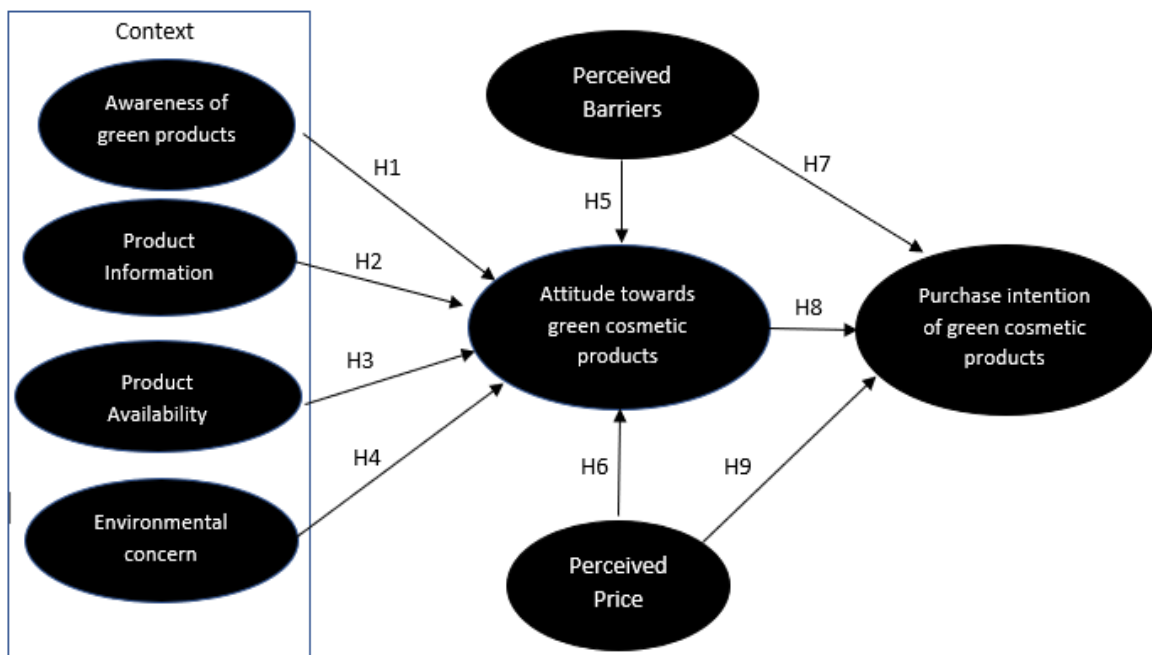 Context
Awareness of
green products
Product
Information
Product
Availability
Environmental
concern
H1
H2
H3
H4
Perceived
Barriers
H5
H7
Attitude towards
green cosmetic
products
H8
Purchase intention
of green cosmetic
products
H6
H9
Perceived
Price